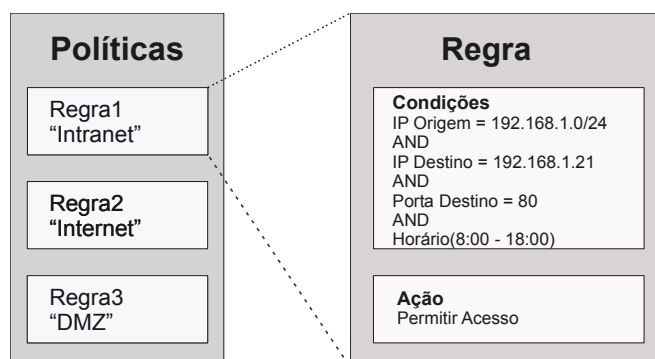 Políticas
Regra1
“Intranet”
Regra2
“Internet”
Regra3
“DMZ”
Regra
Condições
IP Origem = 192.168.1.0/24
AND
IP Destino = 192.168.1.21
AND
Porta Destino = 80
AND
Horário(8:00 - 18:00)
Ação
Permitir Acesso